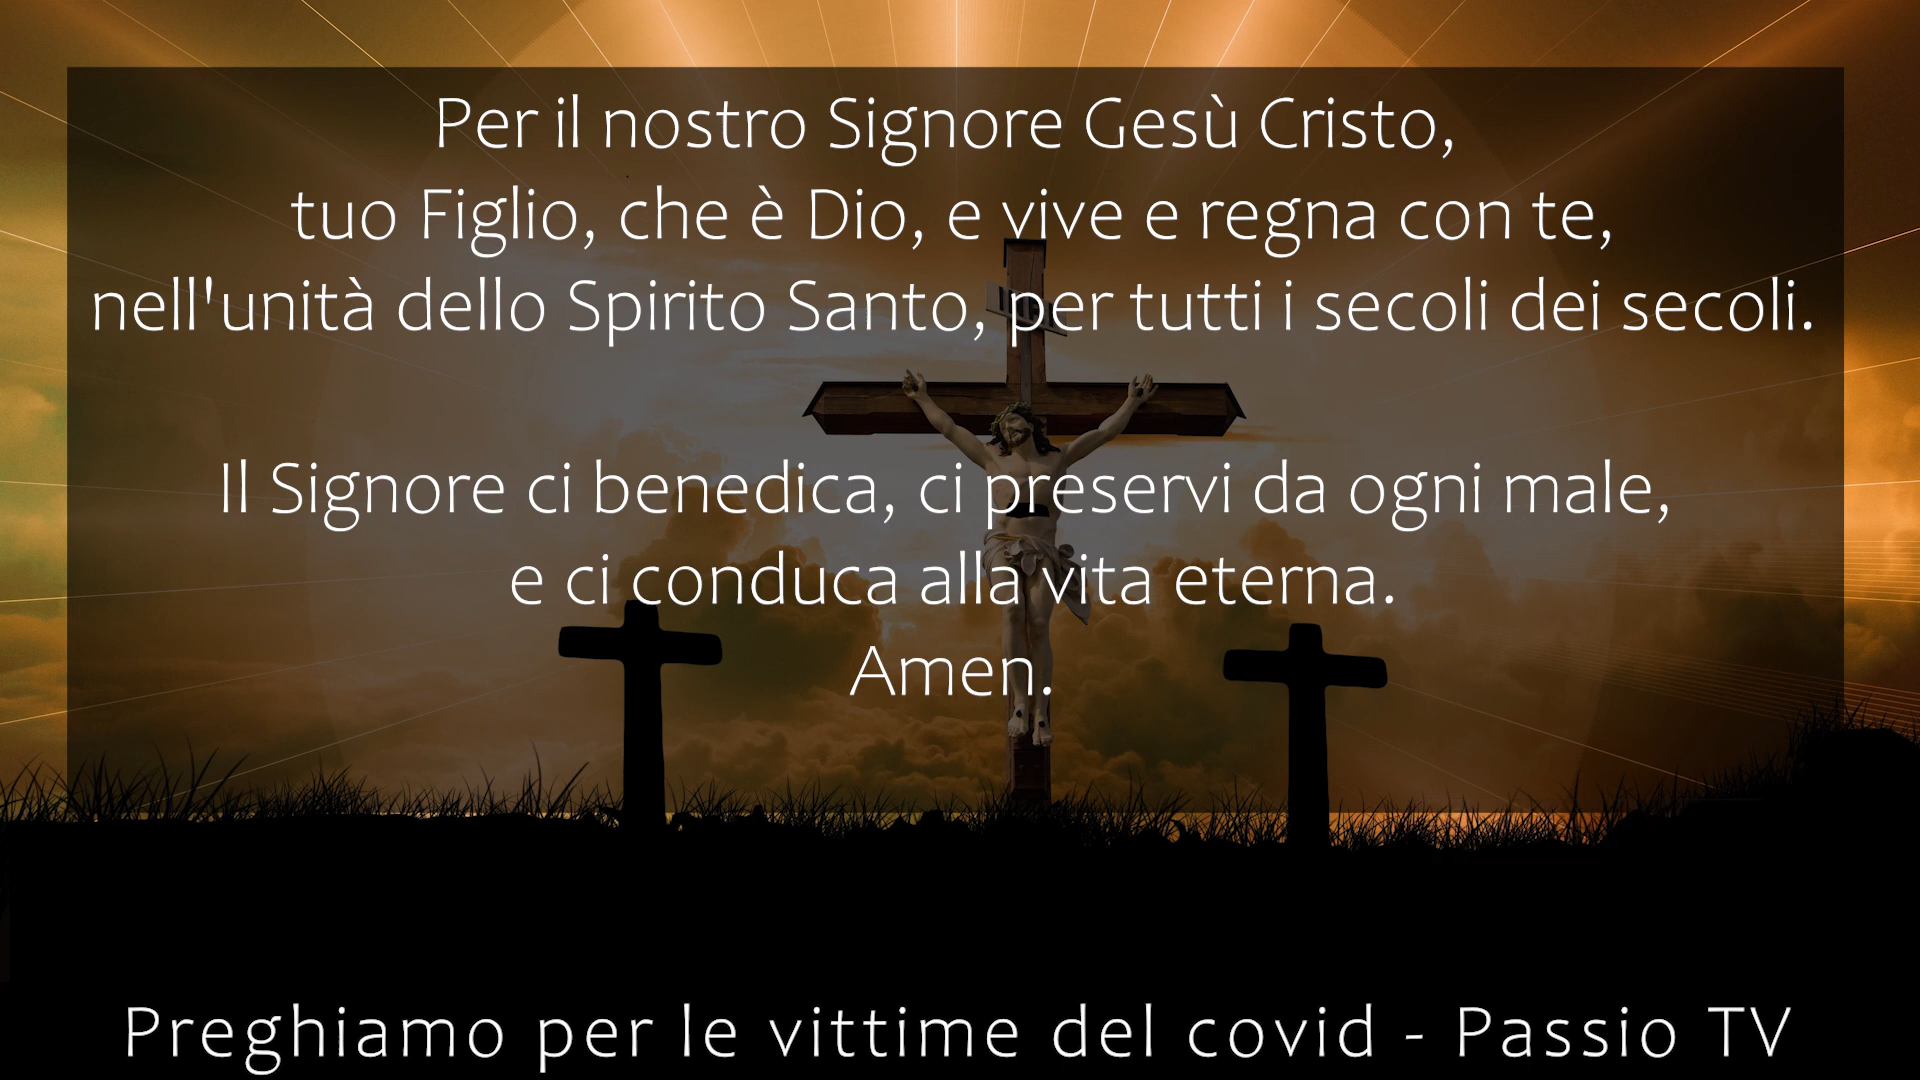 Per il nostro Signore Gesù Cristo,
tuo Figlio, che è Dio, e vive e regna con te,
nell'unità dello Spirito Santo, per tutti i secoli dei secoli.
Il Signore ci benedica, ci preservi da ogni male,
e ci conduca alla vita eterna.
Amen.
Preghiamo per le vittime del covid - Passio TV